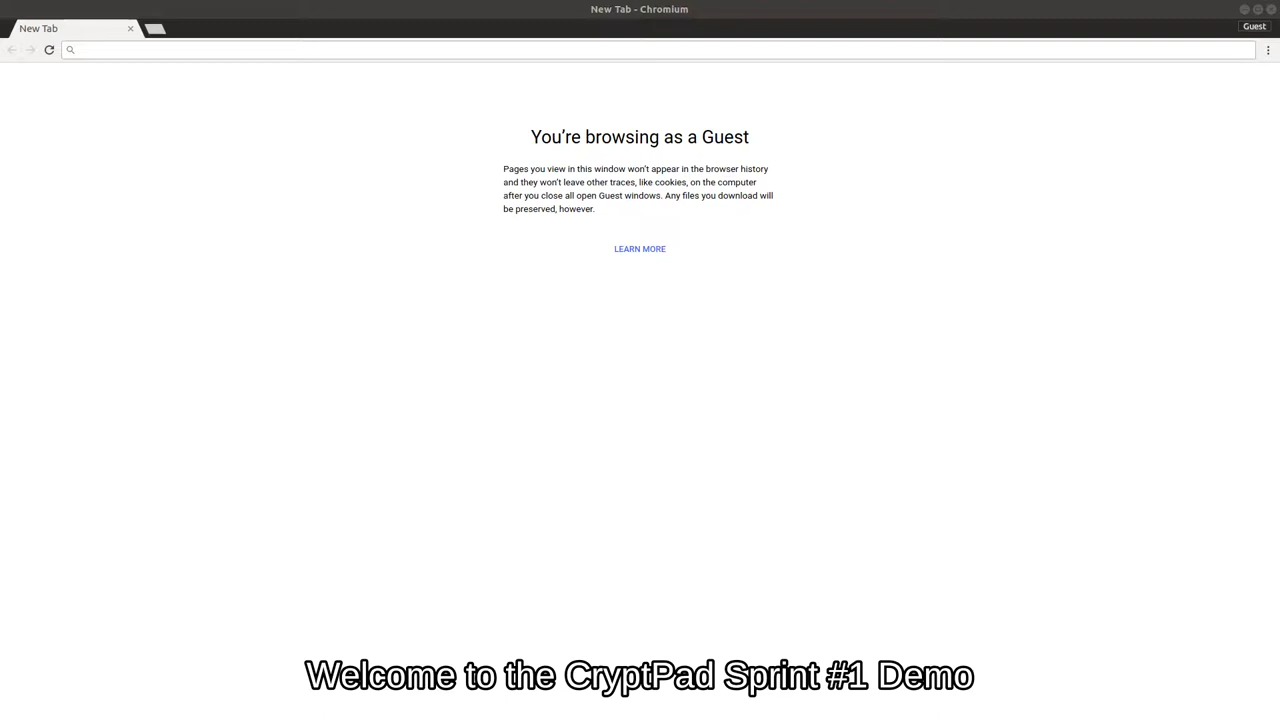 New Tab - Chromium
New Tab
Guest
You're browsing as a Guest
Pages you view in this window won't appear in the browser history
and they won't leave other traces, like cookies, on the computer
after you close all open Guest windows. Any files you download will
be preserved, however.
LEARN MORE
Welcome to the CryptPad Sprint #1 Demo